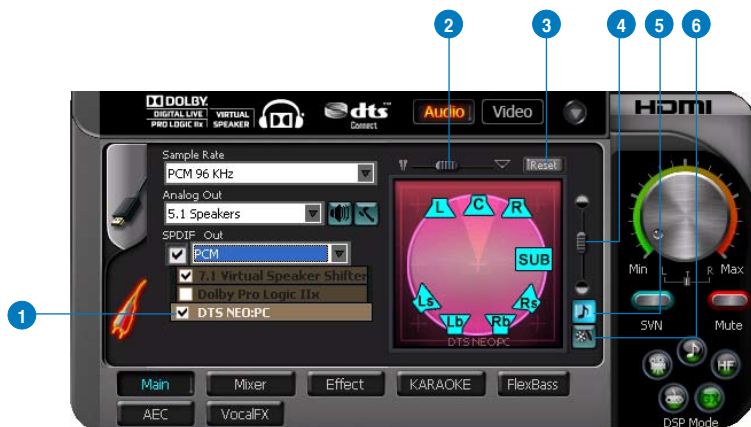 2 3 4 5 6
DOLBY
DIGITAL LIVE
PRO LOGIC IIx
VIRTUAL
SPEAKER
dts
Connect
Audio
Video
HDMI
Sample Rate
PCM 96 KHz
Reset
Analog Out
5.1 Speakers
SPDIF Out
PCM
7.1 Virtual Speaker Shifter
Dolby Pro Logic IIx
1 DTS NEO:PC
L C R
SUB
Ls Rs
Lb Rb
DTS NEO:PC
Min L T R Max
SVN Mute
HF
GX
DSP Mode
Main Mixer Effect KARAOKE FlexBass
AEC VocalFX